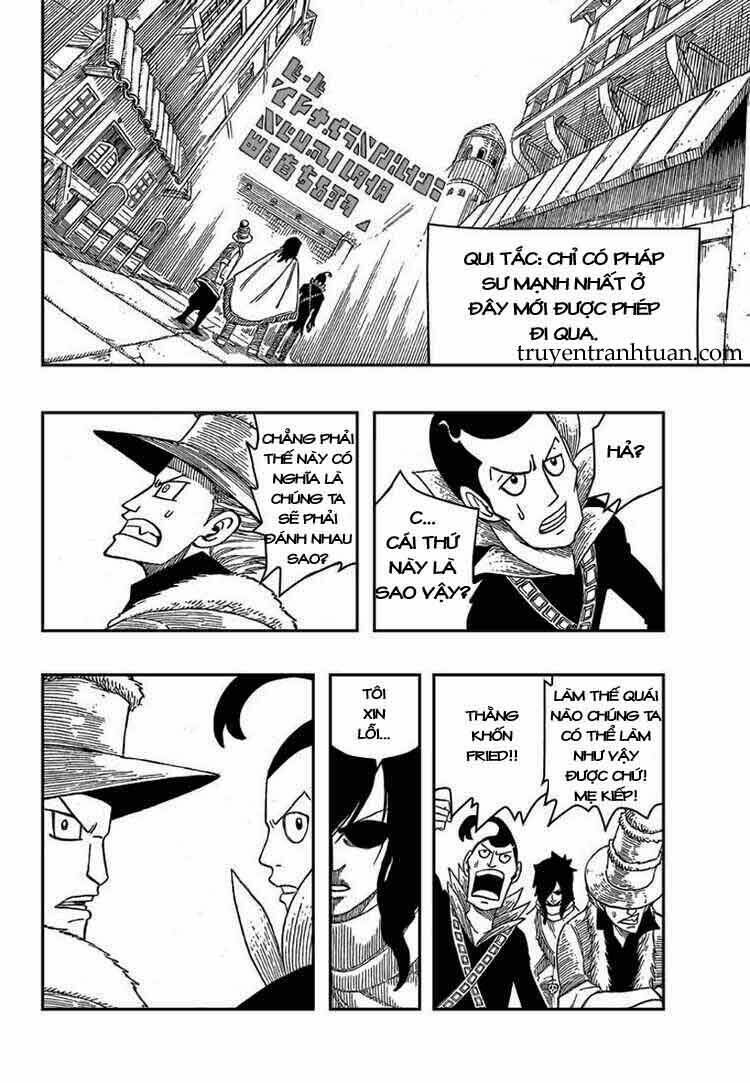 QUI TẮC: CHỈ CÓ PHÁP
SƯ MẠNH NHẤT Ở
ĐÂY MỚI ĐƯỢC PHÉP
ĐI QUA.
truyentranhtuan.com
HẢ?
C...
CÁI THỨ
NÀY LÀ
SAO VẬY?
CHẲNG PHẢI
THẾ NÀY CÓ
NGHĨA LÀ
CHÚNG TA
SẼ PHẢI
ĐÁNH NHAU
SAO?
LÀM THẾ QUÁI
NÀO CHÚNG TA
CÓ THỂ LÀM
NHƯ VẬY
ĐƯỢC CHỨ!
MẸ KIẾP!
THẰNG
KHỐN
FRIED!!
TÔI
XIN
LỖI...